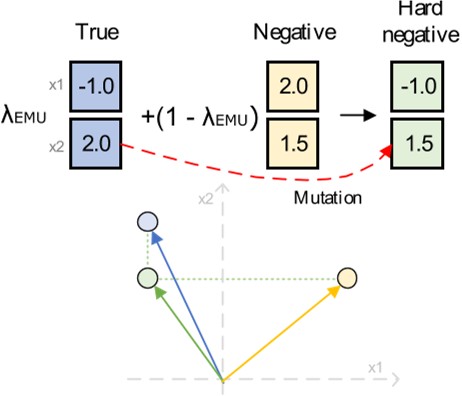 True
Negative
Hard
negative
x1
-1.0
2.0
-1.0
λEMU
+(1 - λEMU)
x2
2.0
1.5
1.5
Mutation
x2
x1